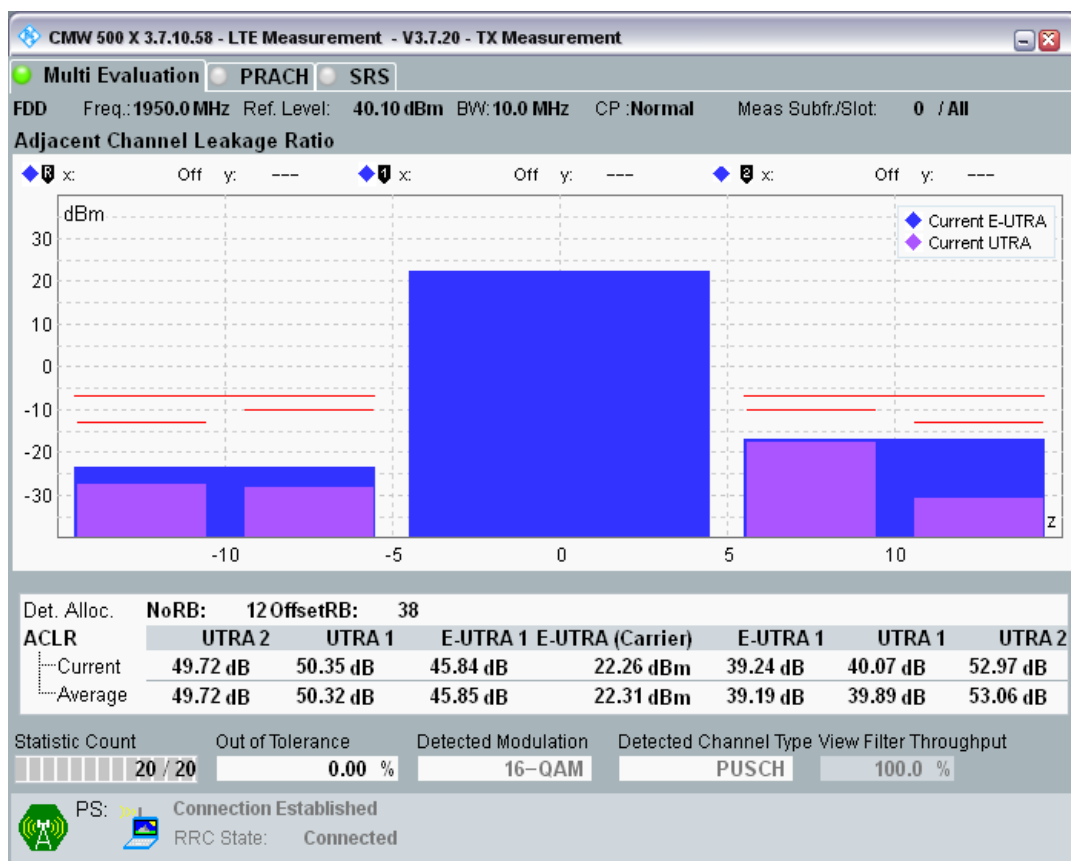 CMW 500 X 3.7.10.58 - LTE Measurement - V3.7.20 - TX Measurement
Multi Evaluation PRACH SRS
FDD Freq.: 1950.0 MHz Ref. Level: 40.10 dBm BW: 10.0 MHz CP : Normal Meas Subfr./Slot: 0 / All
Adjacent Channel Leakage Ratio
R x: Off y: --- 1 x: Off y: --- 2 x: Off y: ---
dBm
Current E-UTRA
Current UTRA
30
20
10
0
-10
-20
-30
z
-10 -5 0 5 10
Det. Alloc. NoRB: 12 OffsetRB: 38
ACLR UTRA 2 UTRA 1 E-UTRA 1 E-UTRA (Carrier) E-UTRA 1 UTRA 1 UTRA 2
Current 49.72 dB 50.35 dB 45.84 dB 22.26 dBm 39.24 dB 40.07 dB 52.97 dB
Average 49.72 dB 50.32 dB 45.85 dB 22.31 dBm 39.19 dB 39.89 dB 53.06 dB
Statistic Count Out of Tolerance Detected Modulation Detected Channel Type View Filter Throughput
20 / 20 0.00 % 16-QAM PUSCH 100.0 %
PS: Connection Established
RRC State: Connected